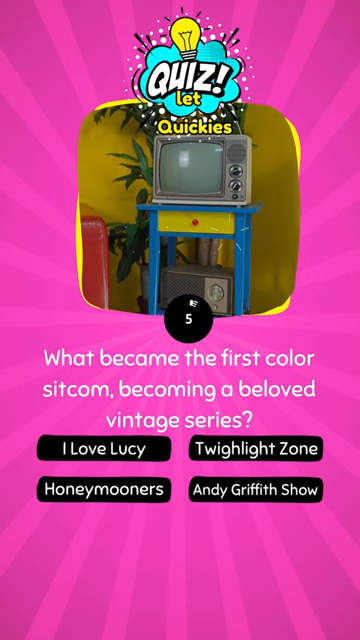 QUIZ!
let
Quickies
5
What became the first color
sitcom, becoming a beloved
vintage series?
I Love Lucy
Twighlight Zone
Honeymooners
Andy Griffith Show